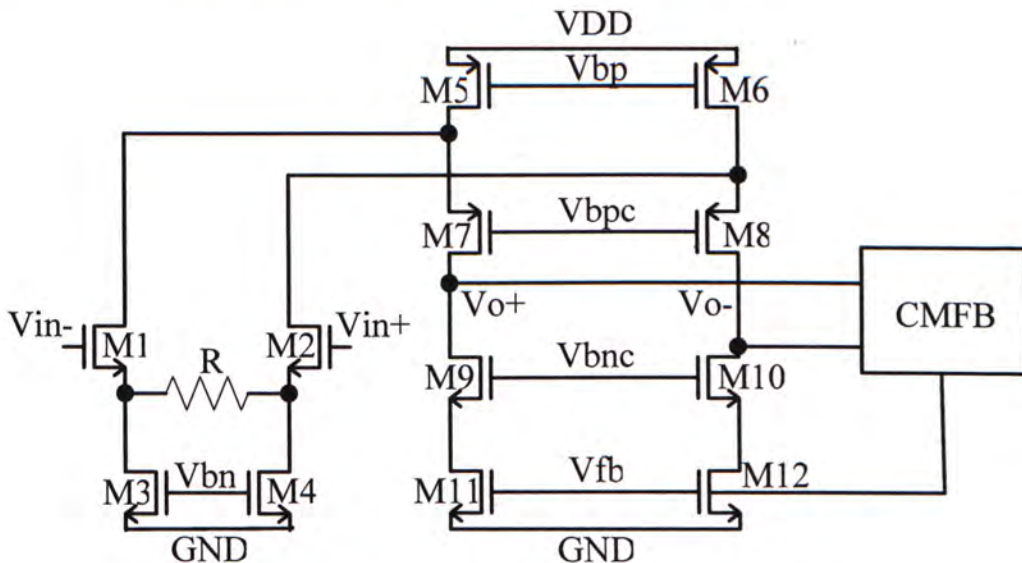 VDD
M5 Vbp M6
M7 Vbpc M8
Vo+ Vo- CMFB
Vin- M1 R M2 Vin+
M9 Vbnc M10
M3 Vbn M4 M11 Vfb M12
GND GND